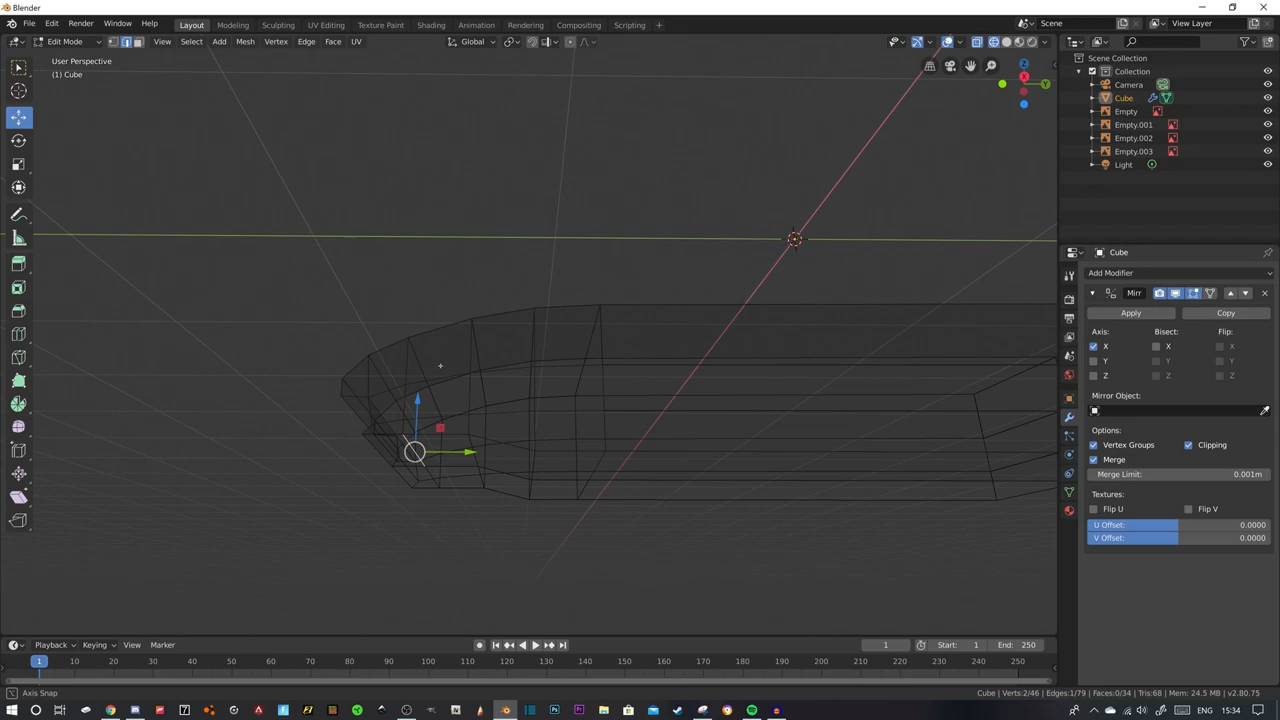 Blender
File Edit Render Window Help Layout Modeling Sculpting UV Editing Texture Paint Shading Animation Rendering Compositing Scripting + Scene View Layer
Edit Mode View Select Add Mesh Vertex Edge Face UV Global
User Perspective
(1) Cube
Z
X
Y
Scene Collection
Collection
Camera
Cube
Empty
Empty.001
Empty.002
Empty.003
Light
Cube
Add Modifier
Mirr
Apply Copy
Axis: Bisect: Flip:
X X X
Y Y Y
Z Z Z
Mirror Object:
Options:
Vertex Groups Clipping
Merge
Merge Limit: 0.001m
Textures:
Flip U Flip V
U Offset: 0.0000
V Offset: 0.0000
Playback Keying View Marker 1 Start: 1 End: 250
1 10 20 30 40 50 60 70 80 90 100 110 120 130 140 150 160 170 180 190 200 210 220 230 240 250
Axis Snap Cube | Verts:2/46 | Edges:1/79 | Faces:0/34 | Tris:68 | Mem: 24.5 MB | v2.80.75
15:34